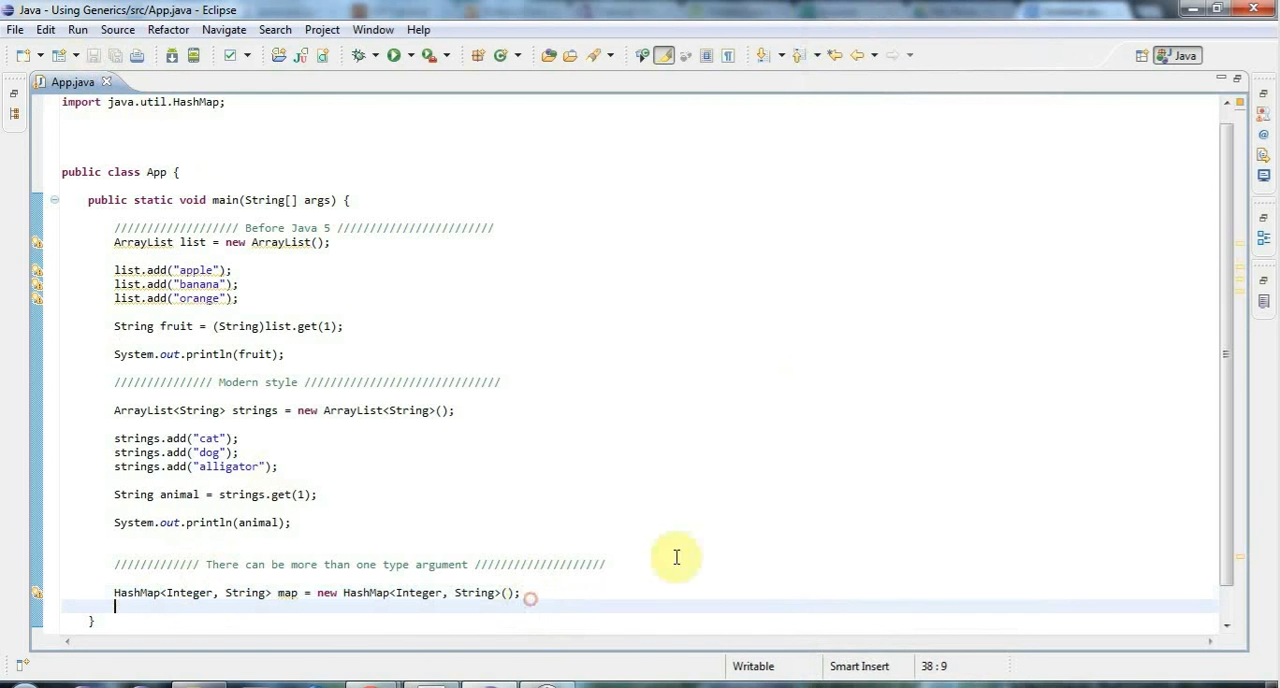 Java - Using Generics/src/App.java - Eclipse
File Edit Run Source Refactor Navigate Search Project Window Help
Java
App.java
import java.util.HashMap;
public class App {
public static void main(String[] args) {
/////////////////// Before Java 5 ////////////////////////
ArrayList list = new ArrayList();
list.add("apple");
list.add("banana");
list.add("orange");
String fruit = (String)list.get(1);
System.out.println(fruit);
/////////////// Modern style //////////////////////////////
ArrayList<String> strings = new ArrayList<String>();
strings.add("cat");
strings.add("dog");
strings.add("alligator");
String animal = strings.get(1);
System.out.println(animal);
///////////// There can be more than one type argument ////////////////////
HashMap<Integer, String> map = new HashMap<Integer, String>();
}
Writable Smart Insert 38 : 9